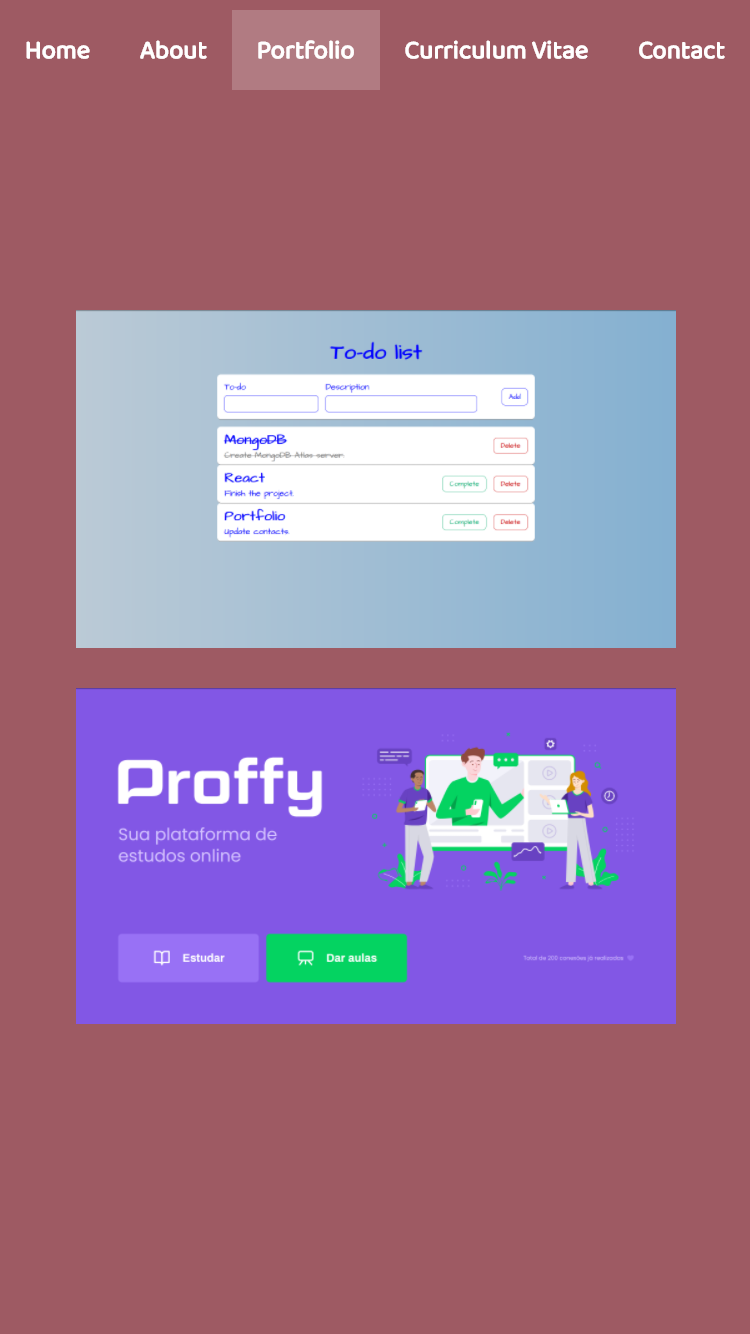 Home About Portfolio Curriculum Vitae Contact
To-do list
To-do Description
Add
MongoDB
Create MongoDB Atlas server.
Delete
React
Finish the project.
Complete Delete
Portfolio
Update contacts.
Complete Delete
Proffy
Sua plataforma de
estudos online
Estudar Dar aulas
Total de 200 conexões já realizadas